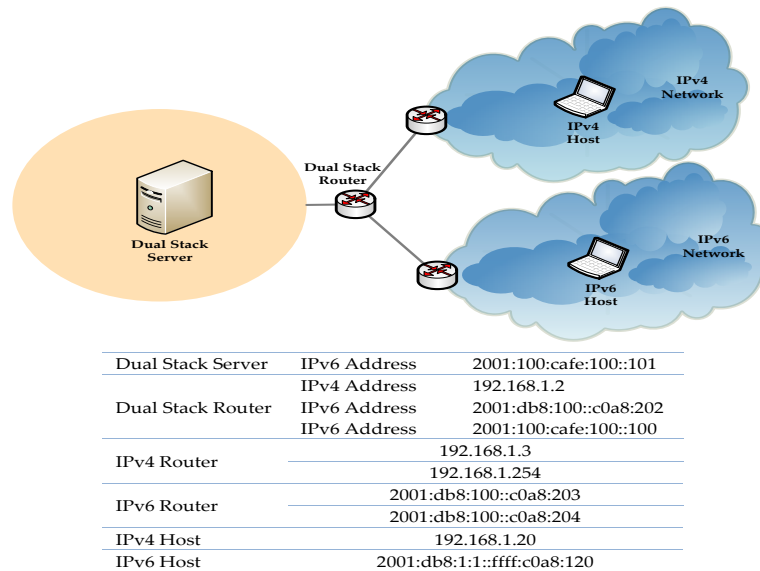 IPv4
Network
IPv4
Host
Dual Stack
Router
Dual Stack
Server
IPv6
Network
IPv6
Host
Dual Stack Server IPv6 Address 2001:100:cafe:100::101
IPv4 Address 192.168.1.2
Dual Stack Router IPv6 Address 2001:db8:100::c0a8:202
IPv6 Address 2001:100:cafe:100::100
IPv4 Router 192.168.1.3
192.168.1.254
IPv6 Router 2001:db8:100::c0a8:203
2001:db8:100::c0a8:204
IPv4 Host 192.168.1.20
IPv6 Host 2001:db8:1:1::ffff:c0a8:120